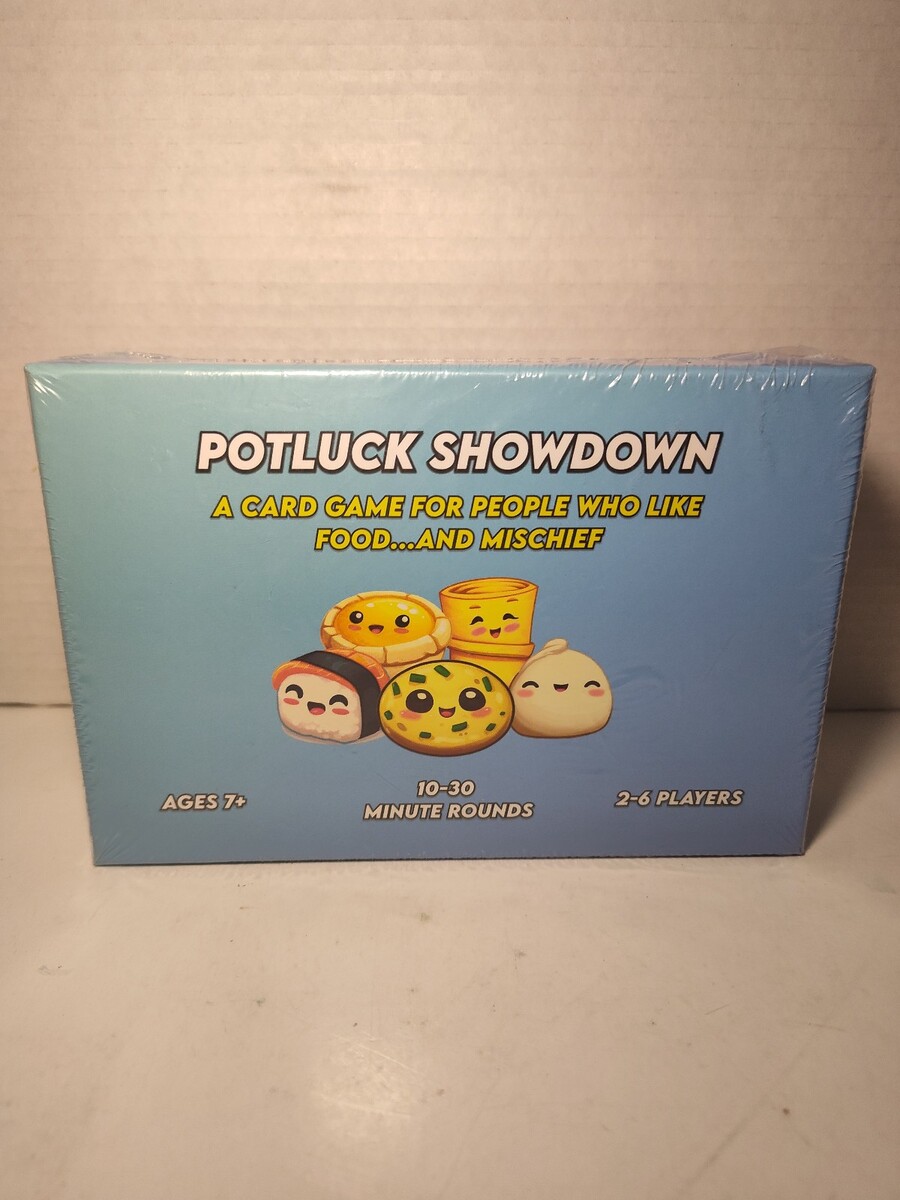 POTLUCK SHOWDOWN
A CARD GAME FOR PEOPLE WHO LIKE
FOOD...AND MISCHIEF
AGES 7+
10-30
MINUTE ROUNDS
2-6 PLAYERS